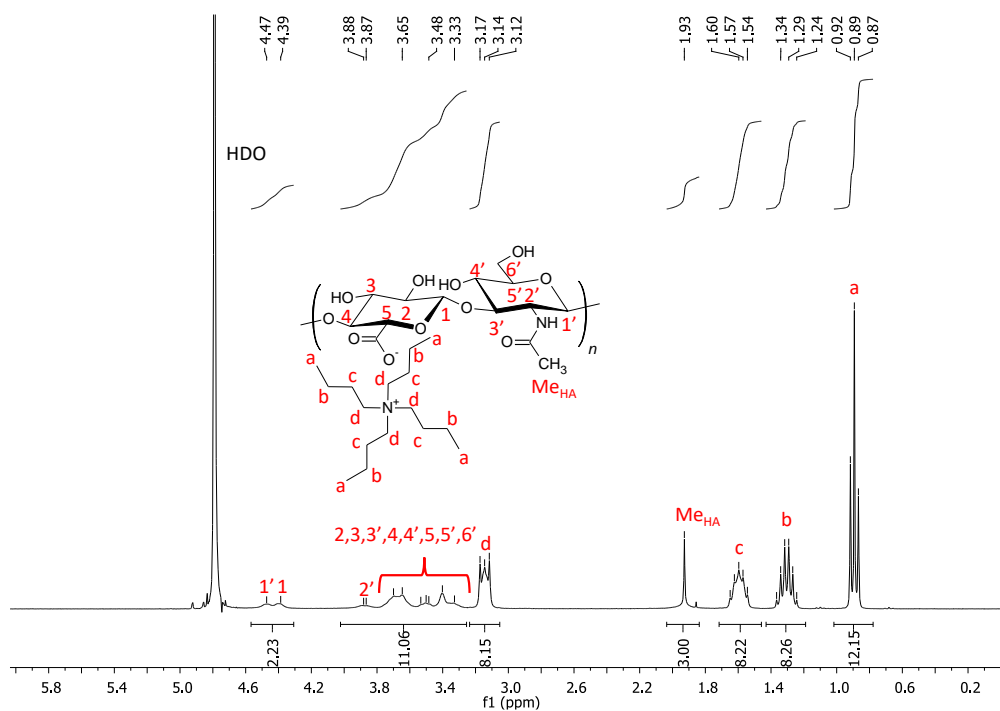 4.47 4.39 3.88 3.87 3.65 3.48 3.33 3.17 3.14 3.12 1.93 1.60 1.57 1.54 1.34 1.29 1.24 0.92 0.89 0.87
HDO
OH
4' 6'
3 OH HO
HO 5' 2' O
4 5 2 1 O NH 1'
O O 3' n
O O
O- a CH3
a b MeHA
c d c
b d d b
N+
c d c
a
b
a b
MeHA a
b
2,3,3',4,4',5,5',6' d c
1' 1 2'
2.23 11.06 8.15 3.00 8.22 8.26 12.15
5.8 5.4 5.0 4.6 4.2 3.8 3.4 3.0 2.6 2.2 1.8 1.4 1.0 0.6 0.2
f1 (ppm)